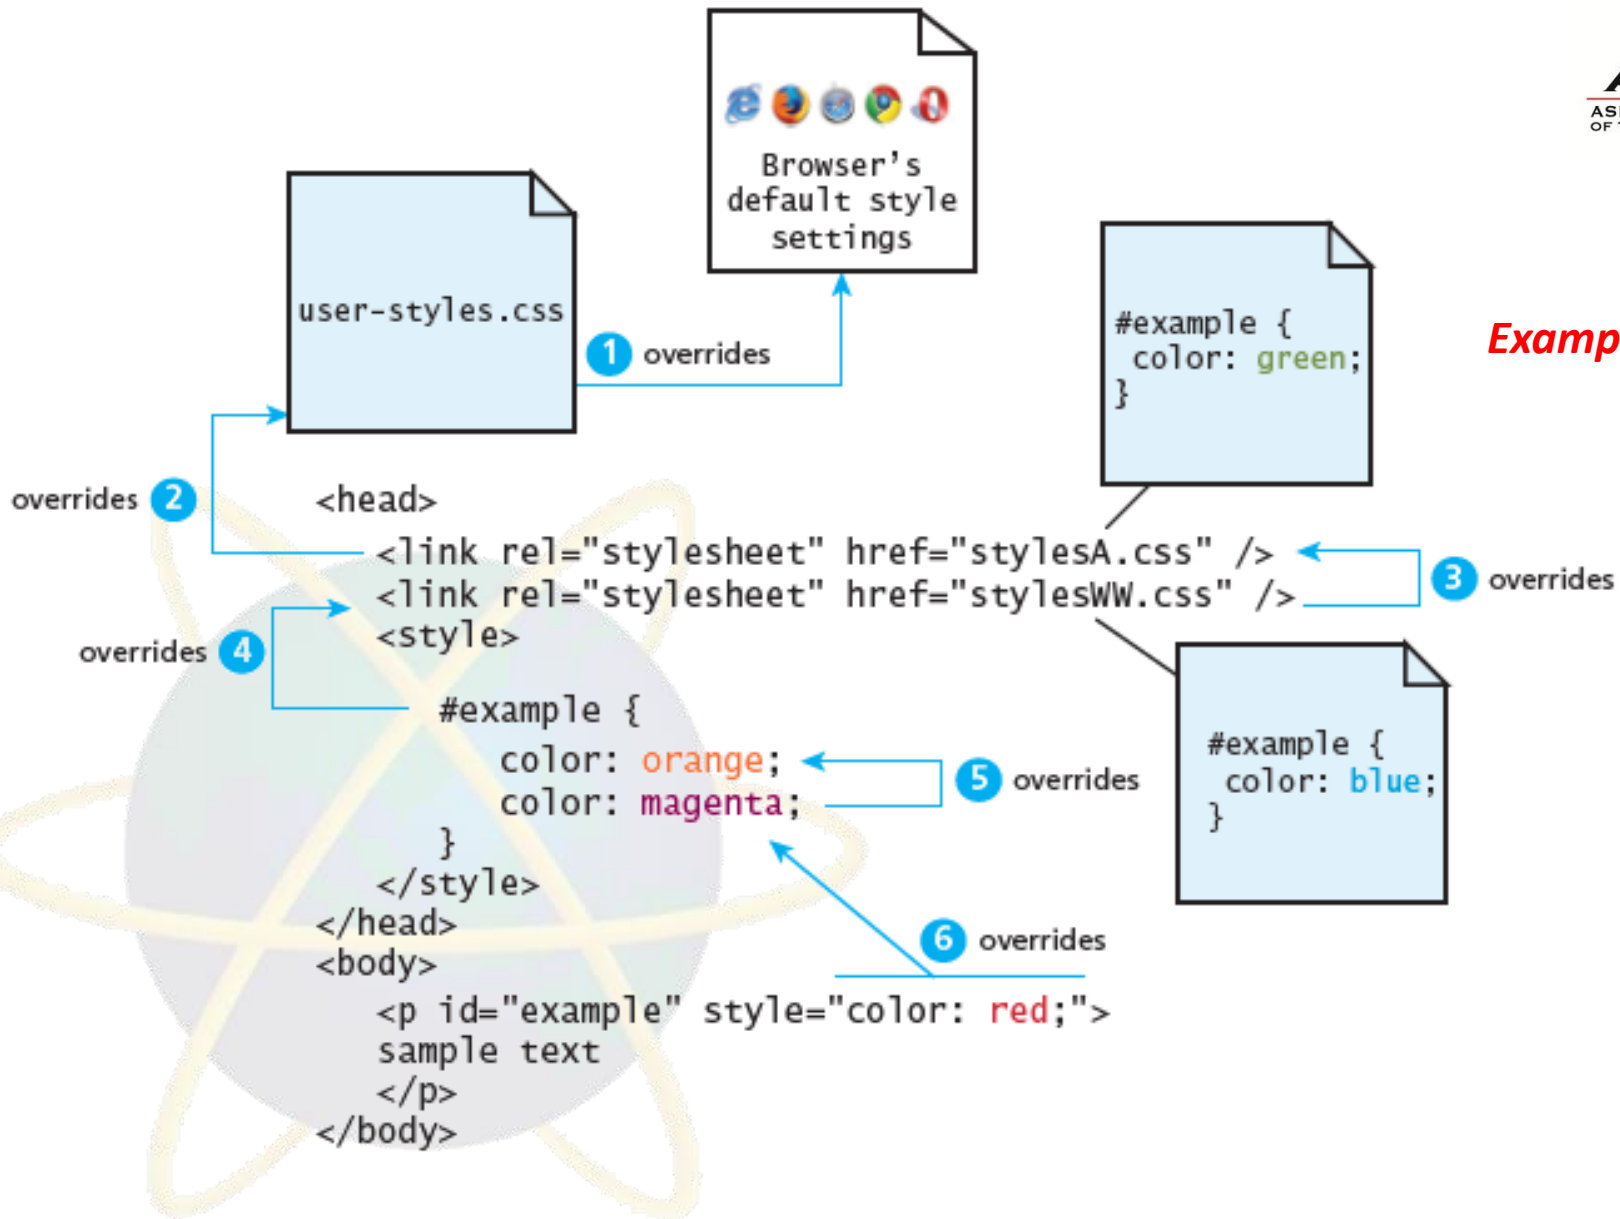 Browser's
default style
settings
user-styles.css
1 overrides
#example {
color: green;
}
overrides 2
<head>
<link rel="stylesheet" href="stylesA.css" />
<link rel="stylesheet" href="stylesWW.css" />
3 overrides
<style>
overrides 4
#example {
color: orange;
color: magenta;
5 overrides
}
#example {
color: blue;
}
</style>
</head>
6 overrides
<body>
<p id="example" style="color: red;">
sample text
</p>
</body>